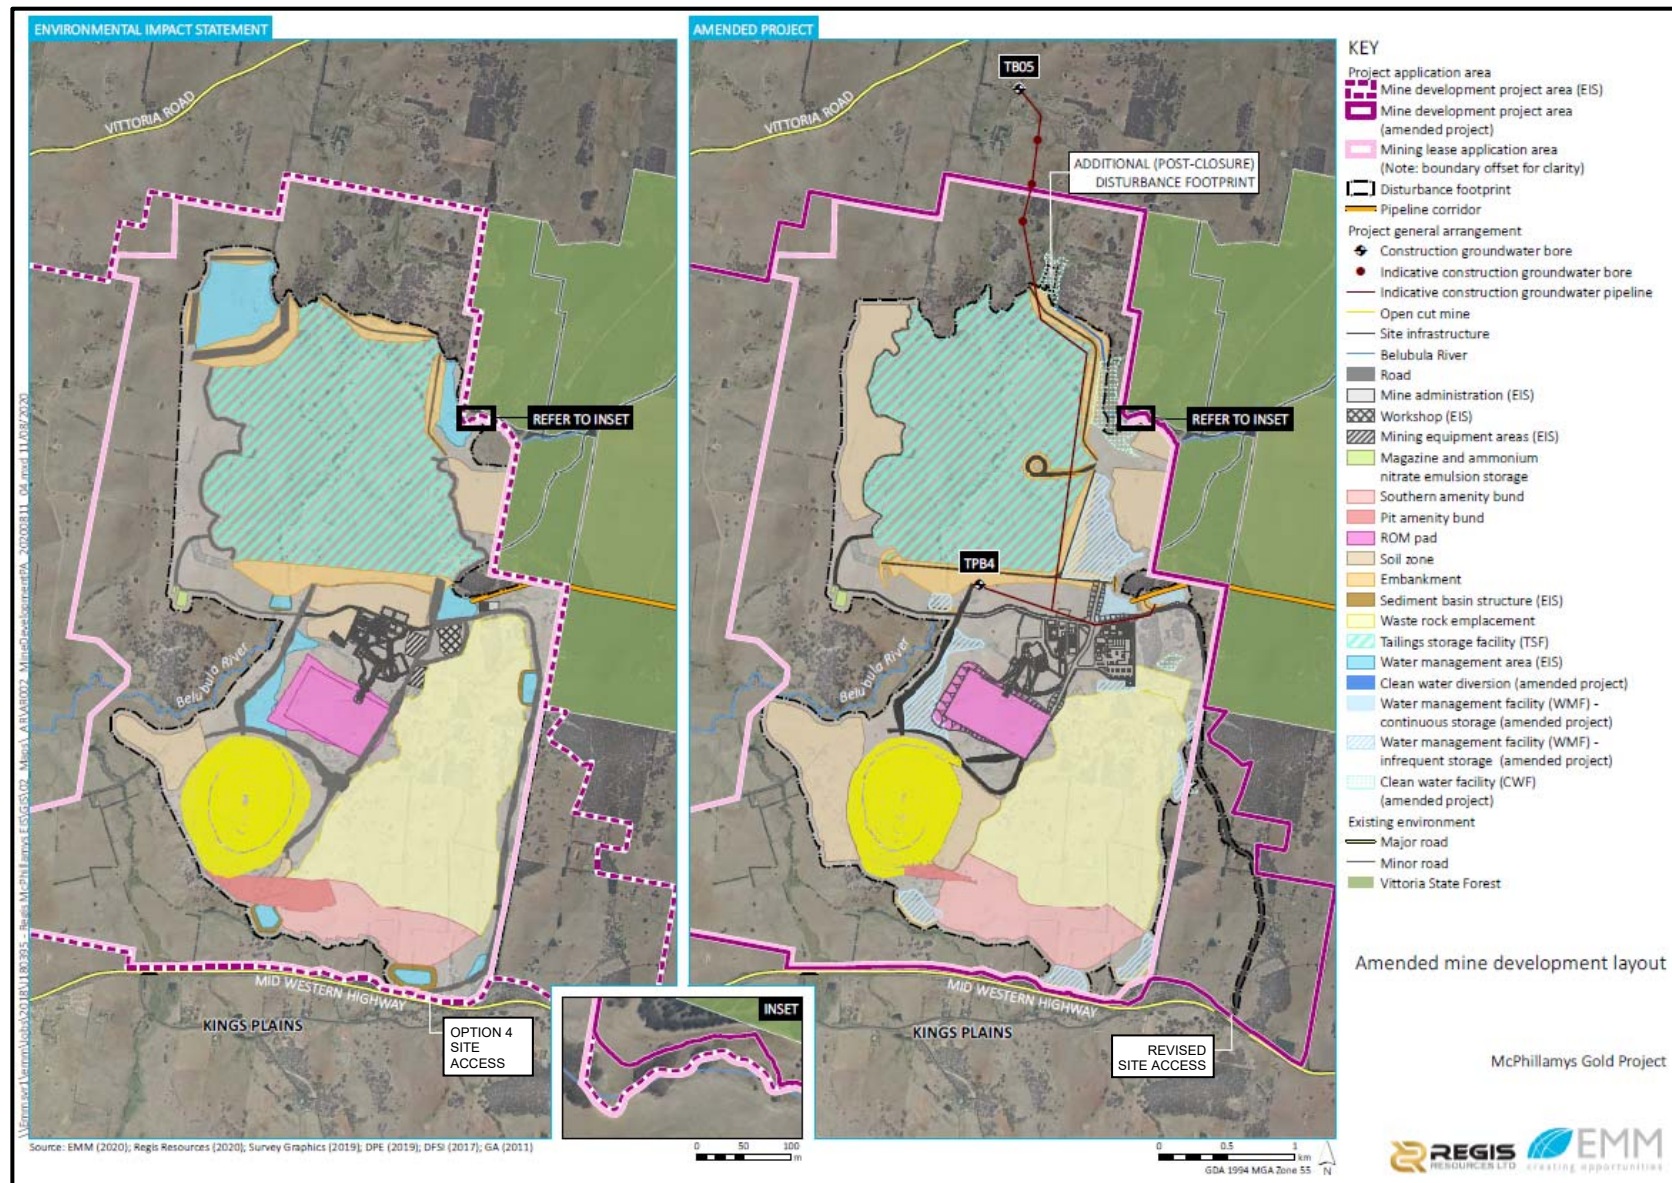 ENVIRONMENTAL IMPACT STATEMENT
VITTORIA ROAD
REFER TO INSET
Belubula River
MID WESTERN HIGHWAY
KINGS PLAINS
OPTION 4
SITE
ACCESS
AMENDED PROJECT
TB05
VITTORIA ROAD
ADDITIONAL (POST-CLOSURE)
DISTURBANCE FOOTPRINT
REFER TO INSET
TPB4
Belubula River
MID WESTERN HIGHWAY
KINGS PLAINS
REVISED
SITE ACCESS
INSET
KEY
Project application area
Mine development project area (EIS)
Mine development project area
(amended project)
Mining lease application area
(Note: boundary offset for clarity)
Disturbance footprint
Pipeline corridor
Project general arrangement
Construction groundwater bore
Indicative construction groundwater bore
Indicative construction groundwater pipeline
Open cut mine
Site infrastructure
Belubula River
Road
Mine administration (EIS)
Workshop (EIS)
Mining equipment areas (EIS)
Magazine and ammonium
nitrate emulsion storage
Southern amenity bund
Pit amenity bund
ROM pad
Soil zone
Embankment
Sediment basin structure (EIS)
Waste rock emplacement
Tailings storage facility (TSF)
Water management area (EIS)
Clean water diversion (amended project)
Water management facility (WMF) -
continuous storage (amended project)
Water management facility (WMF) -
infrequent storage (amended project)
Clean water facility (CWF)
(amended project)
Existing environment
Major road
Minor road
Vittoria State Forest
Amended mine development layout
McPhillamys Gold Project
REGIS
RESOURCES LTD
EMM
creating opportunities
Source: EMM (2020); Regis Resources (2020); Survey Graphics (2019); DPE (2019); DFSI (2017); GA (2011)
0 50 100
m
0 0.5 1
km
GDA 1994 MGA Zone 55
N